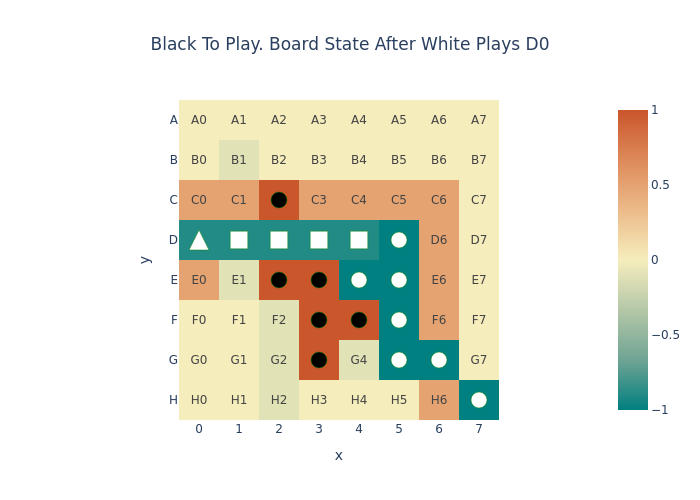 Black To Play. Board State After White Plays D0
A A0 A1 A2 A3 A4 A5 A6 A7
B B0 B1 B2 B3 B4 B5 B6 B7
C C0 C1 C3 C4 C5 C6 C7
D D6 D7
E E0 E1 E6 E7
F F0 F1 F2 F6 F7
G G0 G1 G2 G4 G7
H H0 H1 H2 H3 H4 H5 H6
0 1 2 3 4 5 6 7
x
y
1
0.5
0
−0.5
−1